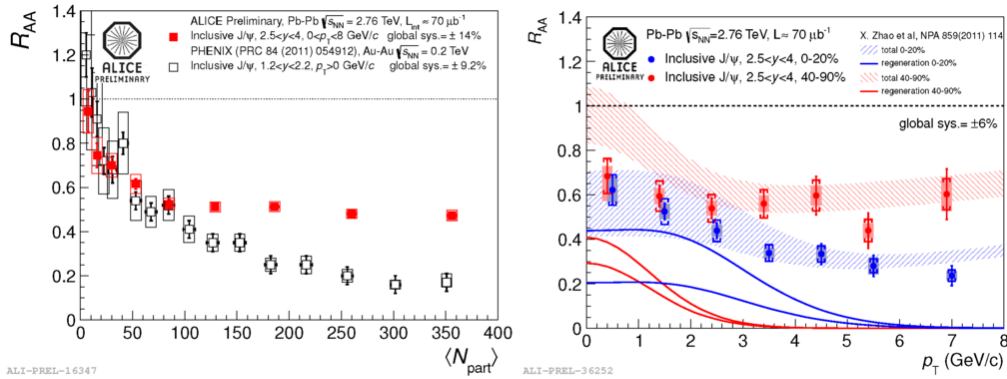 R_AA
ALICE Preliminary, Pb-Pb √s_NN = 2.76 TeV, L_int ≈ 70 μb⁻¹
Inclusive J/ψ, 2.5<y<4, 0<p_T<8 GeV/c global sys.= ± 14%
PHENIX (PRC 84 (2011) 054912), Au-Au √s_NN = 0.2 TeV
Inclusive J/ψ, 1.2<y<2.2, p_T>0 GeV/c global sys.= ± 9.2%
ALICE
PRELIMINARY
1.4
1.2
1
0.8
0.6
0.4
0.2
0
0 50 100 150 200 250 300 350 400
⟨N_part⟩
ALI-PREL-16347
R_AA
ALICE
PRELIMINARY
Pb-Pb √s_NN=2.76 TeV, L≈ 70 μb⁻¹
Inclusive J/ψ, 2.5<y<4, 0-20%
Inclusive J/ψ, 2.5<y<4, 40-90%
X. Zhao et al, NPA 859(2011) 114
total 0-20%
regeneration 0-20%
total 40-90%
regeneration 40-90%
global sys.= ±6%
1.4
1.2
1
0.8
0.6
0.4
0.2
0
0 1 2 3 4 5 6 7 8
p_T (GeV/c)
ALI-PREL-36252